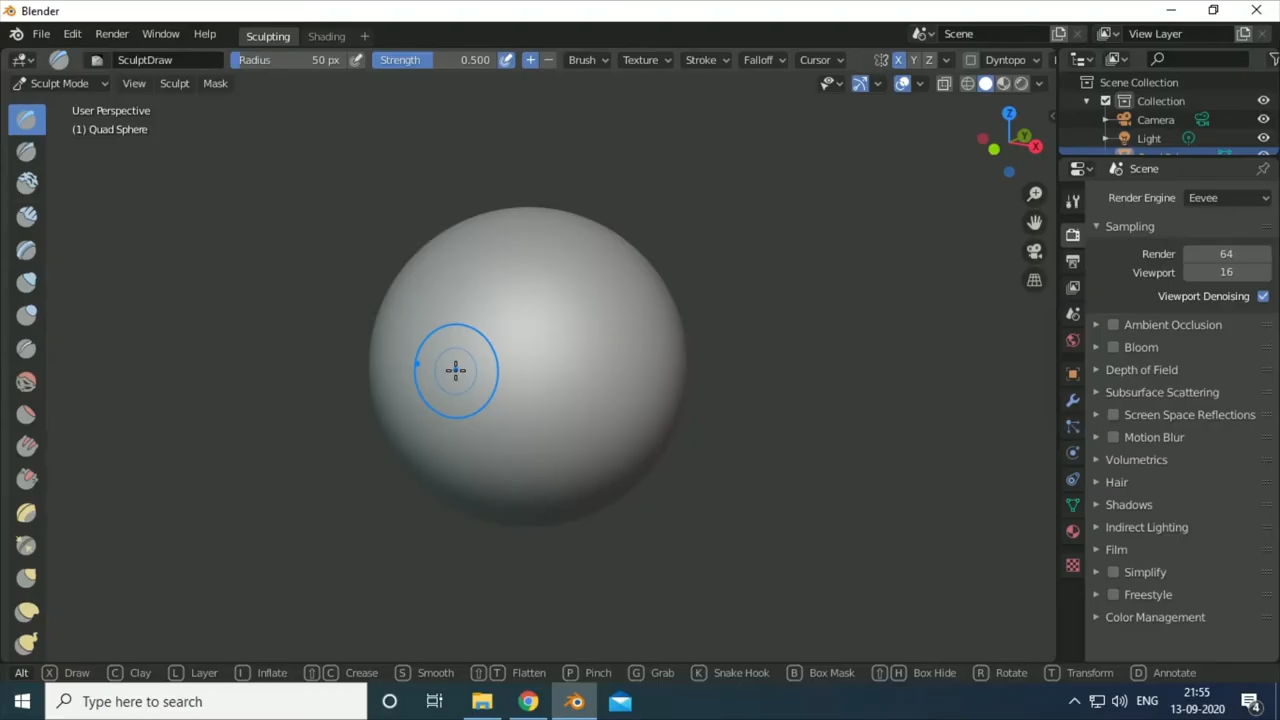 Blender
File Edit Render Window Help Sculpting Shading + Scene View Layer
SculptDraw Radius 50 px Strength 0.500 + − Brush Texture Stroke Falloff Cursor X Y Z Dyntopo
Sculpt Mode View Sculpt Mask
User Perspective
(1) Quad Sphere
Z
Y
X
Scene Collection
Collection
Camera
Light
Scene
Render Engine Eevee
Sampling
Render 64
Viewport 16
Viewport Denoising
Ambient Occlusion
Bloom
Depth of Field
Subsurface Scattering
Screen Space Reflections
Motion Blur
Volumetrics
Hair
Shadows
Indirect Lighting
Film
Simplify
Freestyle
Color Management
Alt X Draw C Clay L Layer I Inflate C Crease S Smooth T Flatten P Pinch G Grab K Snake Hook B Box Mask H Box Hide R Rotate T Transform D Annotate
Type here to search
ENG
21:55
13-09-2020
4